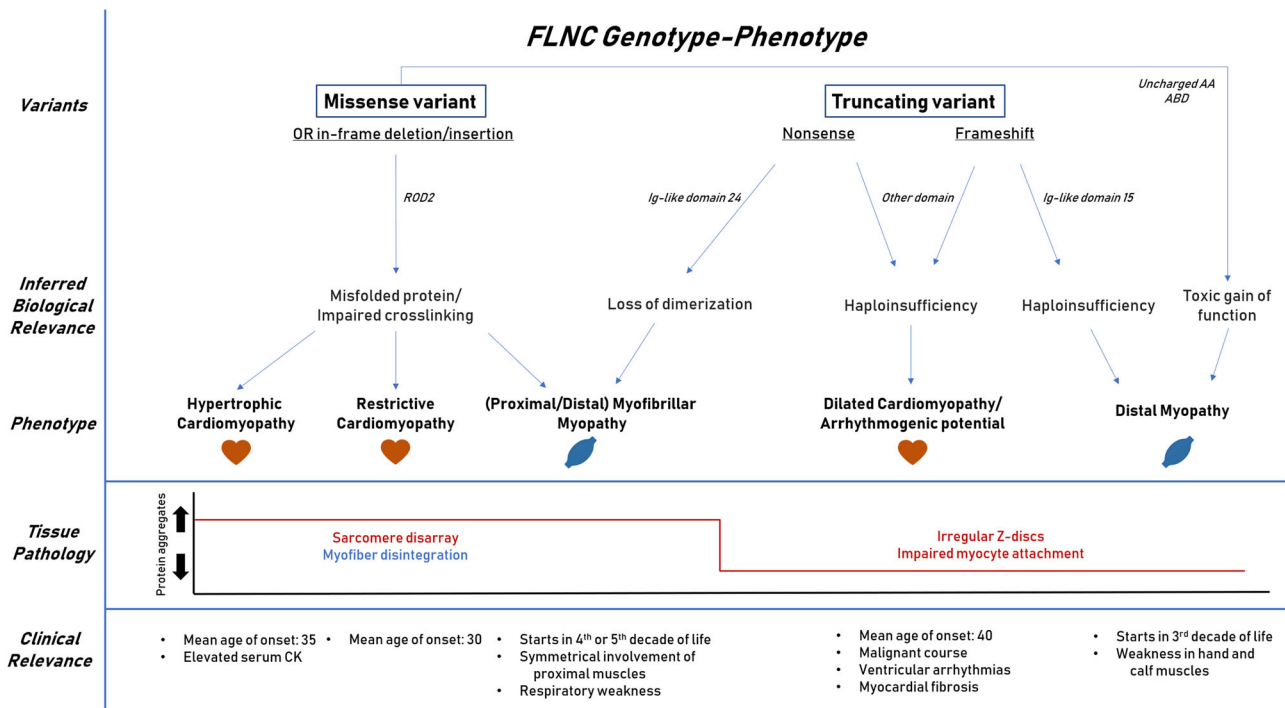 FLNC Genotype-Phenotype
Variants
Missense variant
OR in-frame deletion/insertion
Truncating variant
Nonsense
Frameshift
Uncharged AA
ABD
ROD2
Ig-like domain 24
Other domain
Ig-like domain 15
Inferred
Biological
Relevance
Misfolded protein/
Impaired crosslinking
Loss of dimerization
Haploinsufficiency
Haploinsufficiency
Toxic gain of
function
Phenotype
Hypertrophic
Cardiomyopathy
Restrictive
Cardiomyopathy
(Proximal/Distal) Myofibrillar
Myopathy
Dilated Cardiomyopathy/
Arrhythmogenic potential
Distal Myopathy
Tissue
Pathology
Protein aggregates
Sarcomere disarray
Myofiber disintegration
Irregular Z-discs
Impaired myocyte attachment
Clinical
Relevance
• Mean age of onset: 35
• Elevated serum CK
• Mean age of onset: 30
• Starts in 4th or 5th decade of life
• Symmetrical involvement of
proximal muscles
• Respiratory weakness
• Mean age of onset: 40
• Malignant course
• Ventricular arrhythmias
• Myocardial fibrosis
• Starts in 3rd decade of life
• Weakness in hand and
calf muscles